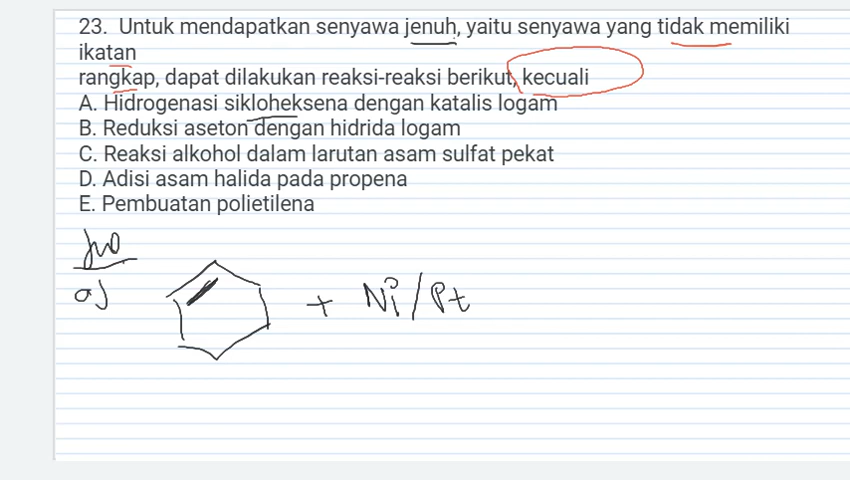 23. Untuk mendapatkan senyawa jenuh, yaitu senyawa yang tidak memiliki
ikatan
rangkap, dapat dilakukan reaksi-reaksi berikut, kecuali
A. Hidrogenasi sikloheksena dengan katalis logam
B. Reduksi aseton dengan hidrida logam
C. Reaksi alkohol dalam larutan asam sulfat pekat
D. Adisi asam halida pada propena
E. Pembuatan polietilena
a)
+ Ni/Pt